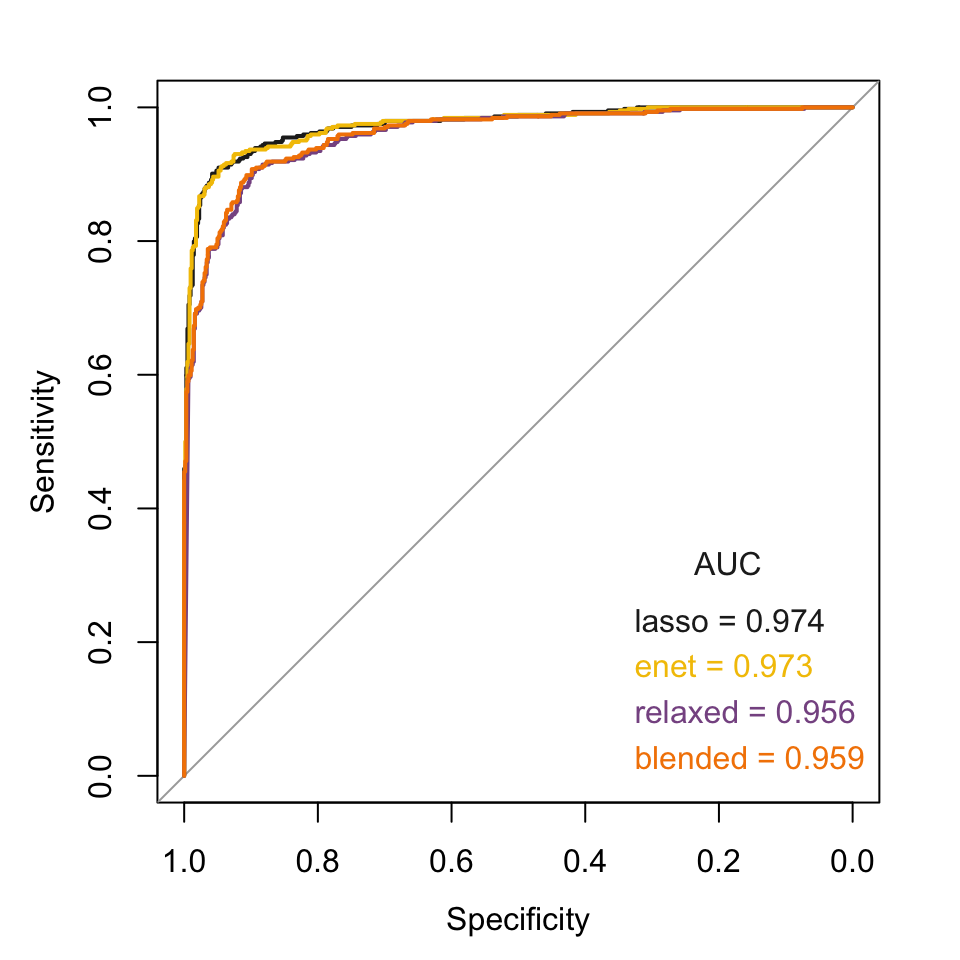 Sensitivity
1.0
0.8
0.6
0.4
0.2
0.0
AUC
lasso = 0.974
enet = 0.973
relaxed = 0.956
blended = 0.959
1.0 0.8 0.6 0.4 0.2 0.0
Specificity